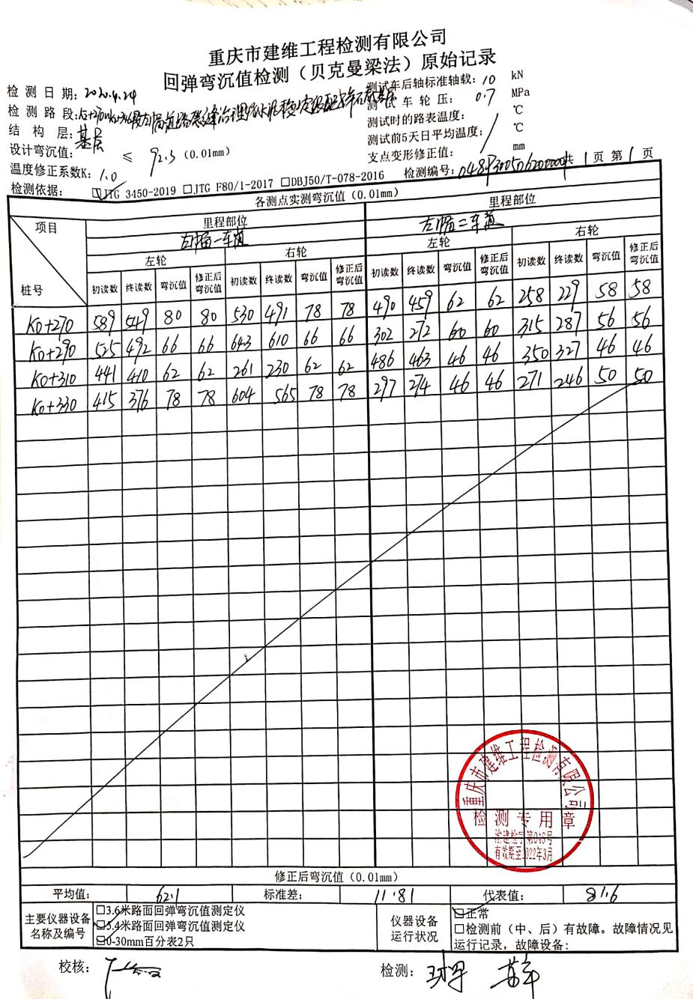 重庆市建维工程检测有限公司
回弹弯沉值检测（贝克曼梁法）原始记录
检测日期：2020.4.24
测试车后轴标准轴载：10 kN
检测路段：
测试车轮压：0.7 MPa
结构层：基层
测试时的路表温度： ℃
设计弯沉值： ≤ 92.3 (0.01mm)
测试前5天日平均温度： / ℃
温度修正系数K：1.0
支点变形修正值： mm
检测依据：☑JTG 3450-2019 □JTG F80/1-2017 □DBJ50/T-078-2016 检测编号： 共 1 页 第 1 页
各测点实测弯沉值（0.01mm）
项目 里程部位 里程部位
左幅一车道 左幅二车道
左轮 右轮 左轮 右轮
桩号 初读数 终读数 弯沉值 修正后弯沉值 初读数 终读数 弯沉值 修正后弯沉值 初读数 终读数 弯沉值 修正后弯沉值 初读数 终读数 弯沉值 修正后弯沉值
K0+270 589 549 80 80 530 491 78 78 490 459 62 62 258 229 58 58
K0+290 525 492 66 66 643 610 66 66 302 272 60 60 315 287 56 56
K0+310 441 410 62 62 261 230 62 62 486 463 46 46 350 327 46 46
K0+330 415 376 78 78 604 565 78 78 297 274 46 46 271 246 50 50
重庆市建维工程检测有限公司
检测专用章
渝建检字第048号
有效期至2022年3月
修正后弯沉值（0.01mm）
平均值： 62.1 标准差： 11.81 代表值： 81.6
主要仪器设备名称及编号
□3.6米路面回弹弯沉值测定仪
☑5.4米路面回弹弯沉值测定仪
☑0-30mm百分表2只
仪器设备运行状况
☑正常
□检测前（中、后）有故障。故障情况见
运行记录，故障设备：
校核：
检测：